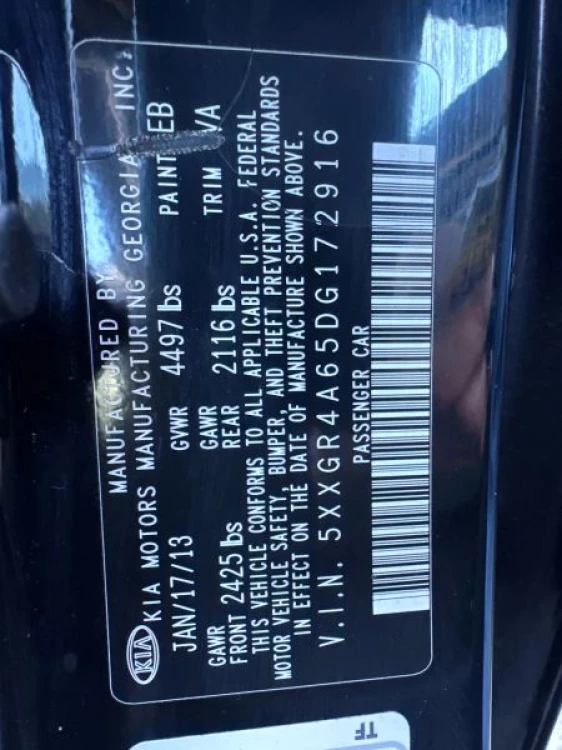 MANUFACTURED BY
KIA KIA MOTORS MANUFACTURING GEORGIA INC.
JAN/17/13 GVWR 4497 lbs PAINT EB
GAWR FRONT 2425 lbs GAWR REAR 2116 lbs TRIM VA
THIS VEHICLE CONFORMS TO ALL APPLICABLE U.S.A. FEDERAL
MOTOR VEHICLE SAFETY, BUMPER, AND THEFT PREVENTION STANDARDS
IN EFFECT ON THE DATE OF MANUFACTURE SHOWN ABOVE.
V.I.N. 5XXGR4A65DG172916
PASSENGER CAR
TF